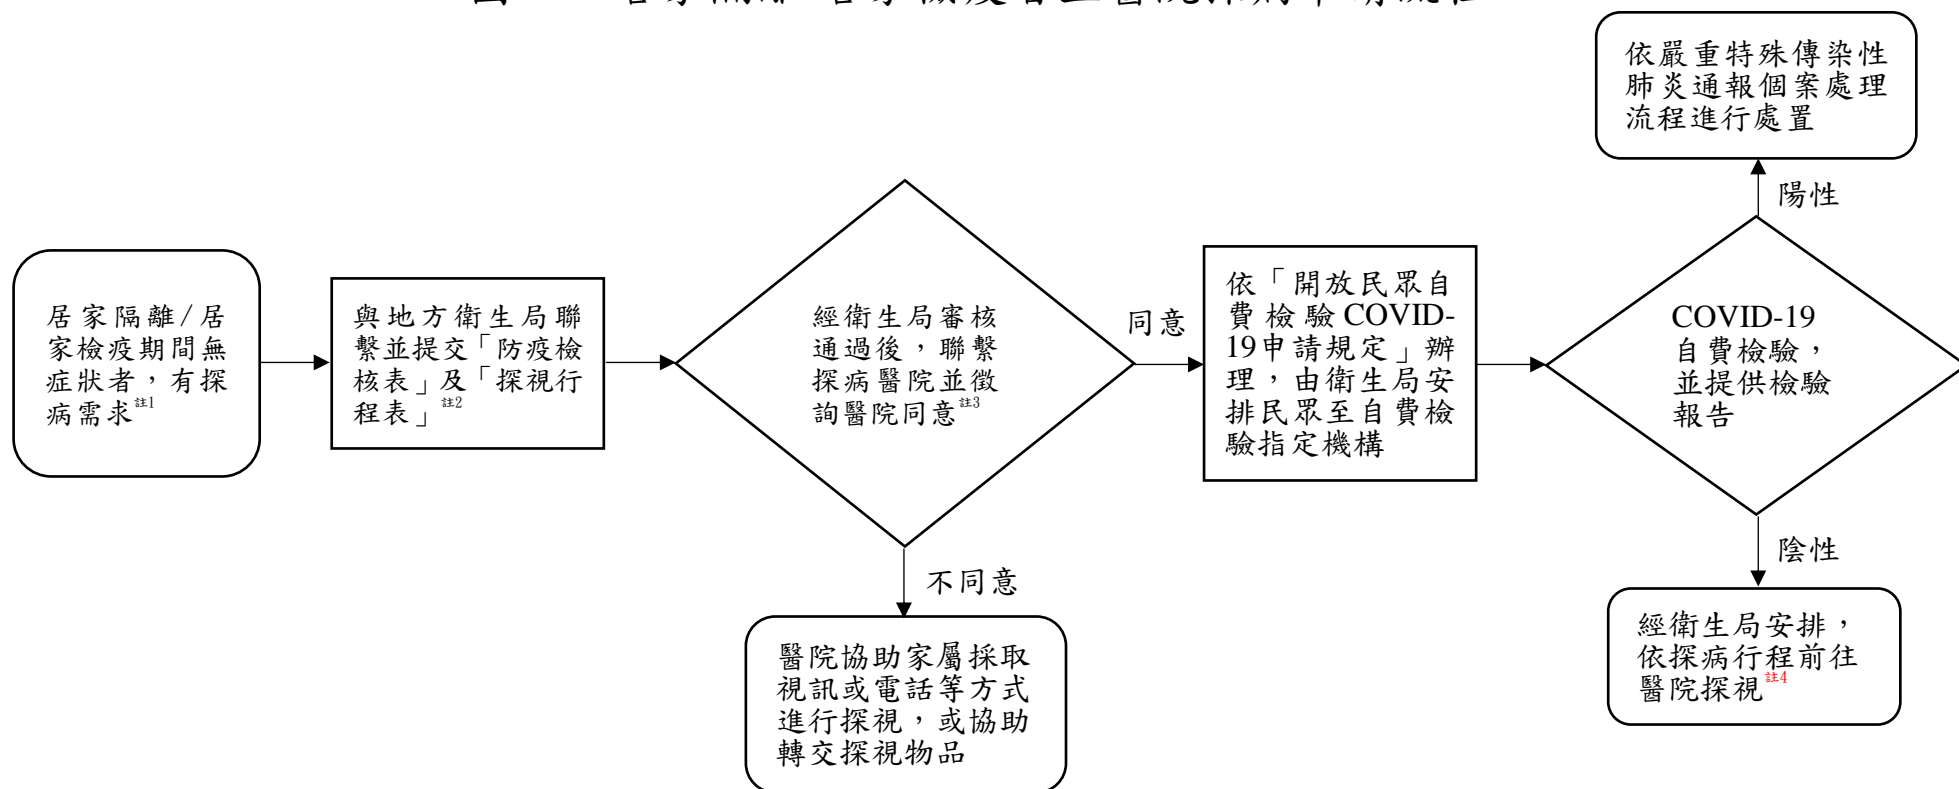 居家隔離/居
家檢疫期間無
症狀者，有探
病需求註1
與地方衛生局聯
繫並提交「防疫檢
核表」及「探視行
程表」註2
經衛生局審核
通過後，聯繫
探病醫院並徵
詢醫院同意註3
同意
不同意
醫院協助家屬採取
視訊或電話等方式
進行探視，或協助
轉交探視物品
依「開放民眾自
費檢驗COVID-
19申請規定」辦
理，由衛生局安
排民眾至自費檢
驗指定機構
COVID-19
自費檢驗，
並提供檢驗
報告
陽性
依嚴重特殊傳染性
肺炎通報個案處理
流程進行處置
陰性
經衛生局安排，
依探病行程前往
醫院探視註4